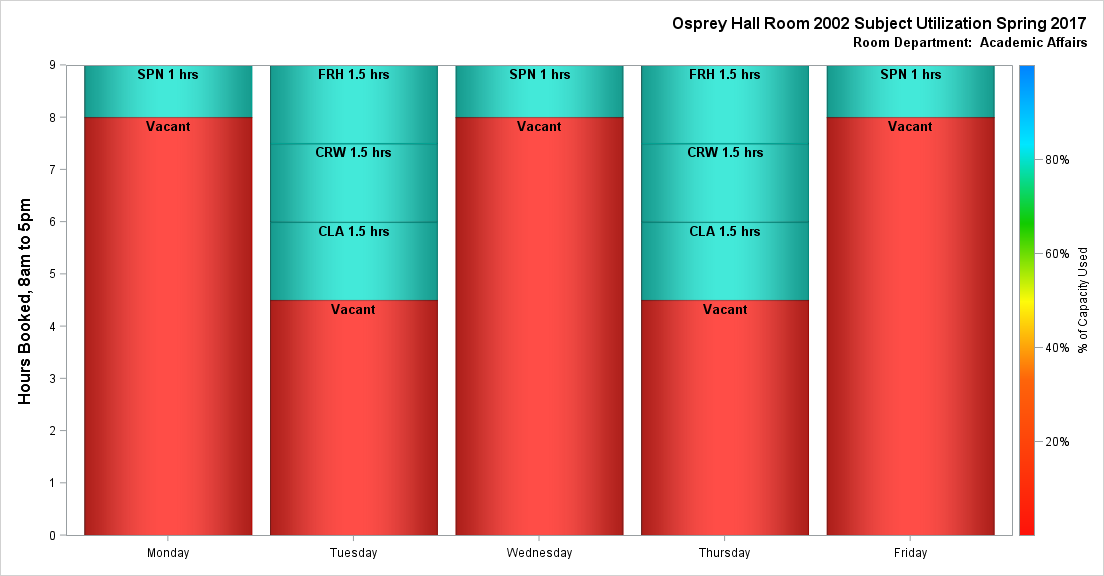 Osprey Hall Room 2002 Subject Utilization Spring 2017
Room Department:  Academic Affairs
Hours Booked, 8am to 5pm
9
8
7
6
5
4
3
2
1
0
SPN 1 hrs
Vacant
FRH 1.5 hrs
CRW 1.5 hrs
CLA 1.5 hrs
Vacant
SPN 1 hrs
Vacant
FRH 1.5 hrs
CRW 1.5 hrs
CLA 1.5 hrs
Vacant
SPN 1 hrs
Vacant
Monday
Tuesday
Wednesday
Thursday
Friday
80%
60%
40%
20%
% of Capacity Used